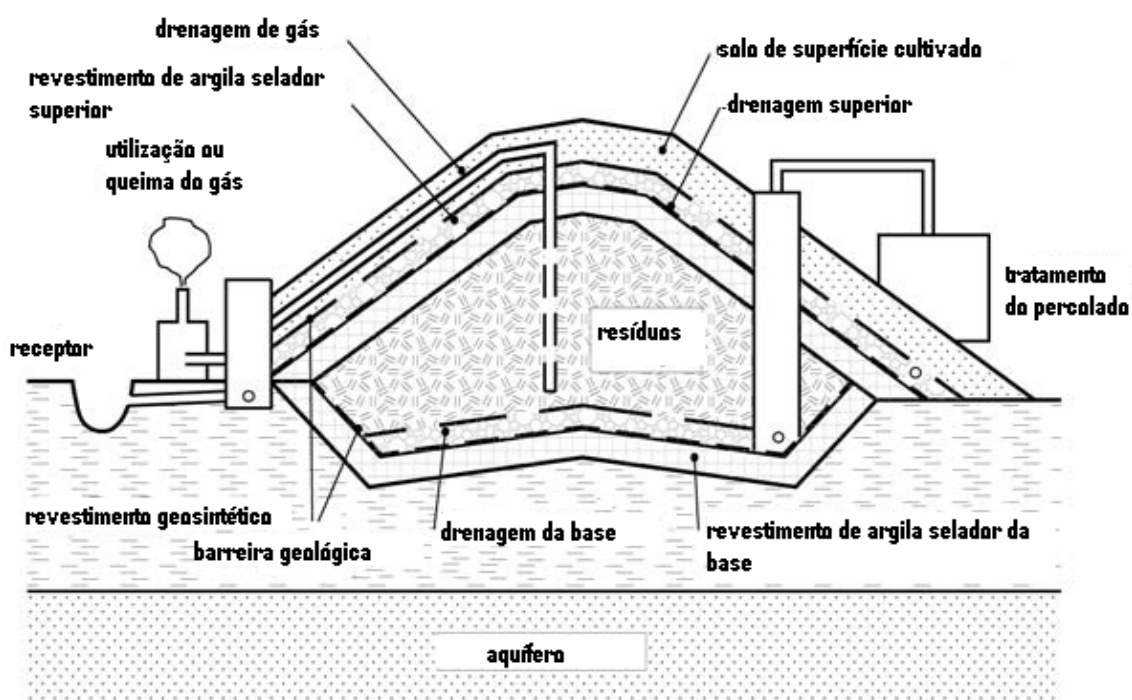 drenagem de gás
solo de superfície cultivado
revestimento de argila selador
superior
drenagem superior
utilização ou
queima do gás
tratamento
do percolado
resíduos
receptor
revestimento geosintético
barreira geológica
drenagem da base
revestimento de argila selador da
base
aquífero